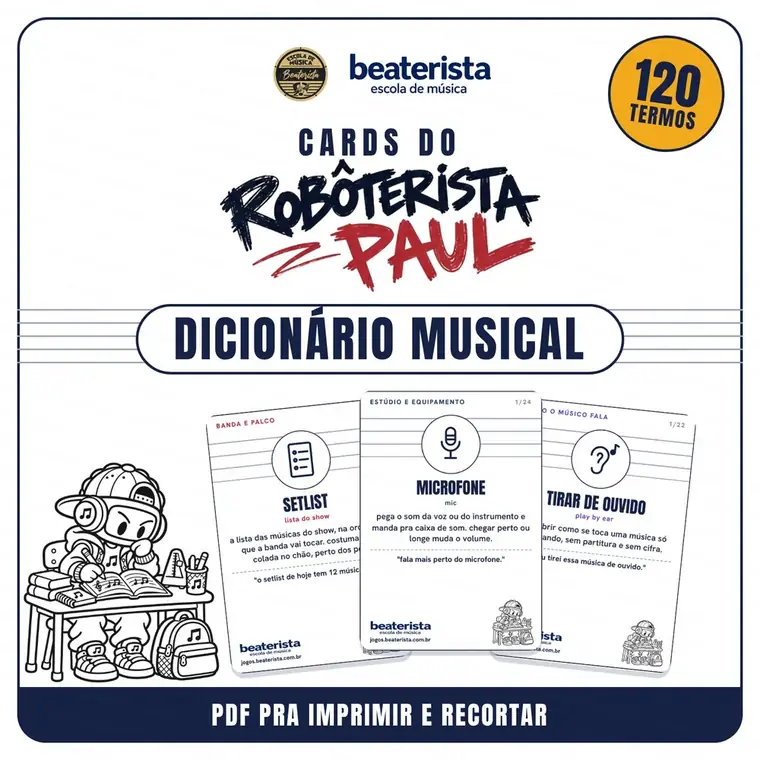 ESCOLA DE
MÚSICA
Beaterista
beaterista
escola de música
120
TERMOS
CARDS DO
ROBÔTERISTA
PAUL
DICIONÁRIO MUSICAL
BANDA E PALCO
SETLIST
lista do show
a lista das músicas do show, na
que a banda vai tocar. costuma
colada no chão, perto dos
"o setlist de hoje tem 12
beaterista
escola de música
jogos.beaterista.com.br
ESTÚDIO E EQUIPAMENTO
1/24
MICROFONE
mic
pega o som da voz ou do instrumento e
manda pra caixa de som. chegar perto ou
longe muda o volume.
"fala mais perto do microfone."
beaterista
escola de música
jogos.beaterista.com.br
O MÚSICO FALA
1/22
TIRAR DE OUVIDO
play by ear
como se toca uma música só
sem partitura e sem cifra.
tirei essa música de ouvido."
PDF PRA IMPRIMIR E RECORTAR